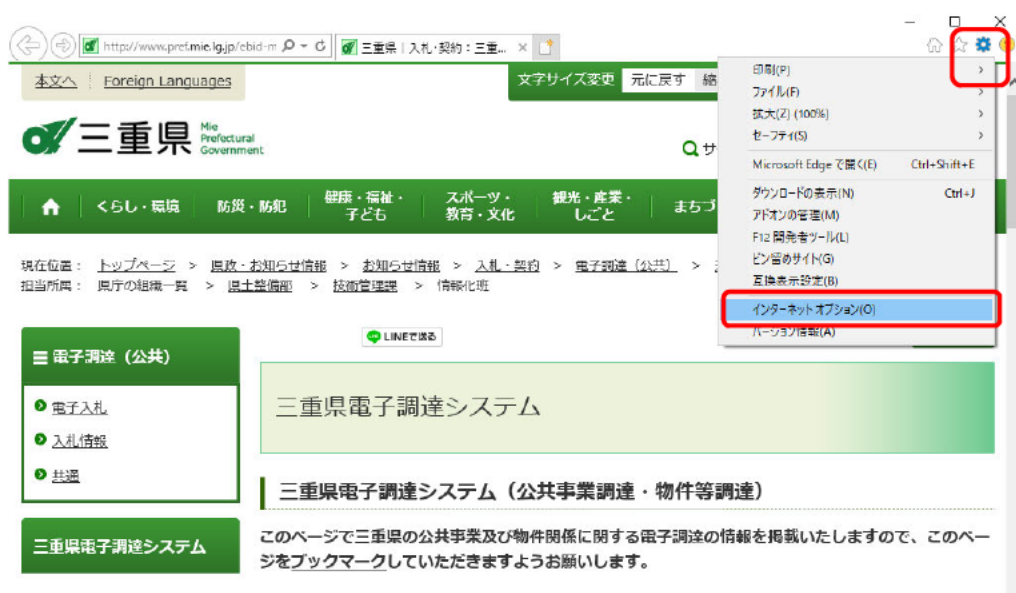 http://www.pref.mie.lg.jp/ebid-m
三重県｜入札・契約：三重...
本文へ
Foreign Languages
文字サイズ変更 元に戻す 縮
三重県
Mie
Prefectural
Government
サ
くらし・環境
防災・防犯
健康・福祉・
子ども
スポーツ・
教育・文化
観光・産業・
しごと
まちづ
印刷(P)
ファイル(F)
拡大(Z) (100%)
セーフティ(S)
Microsoft Edge で開く(E) Ctrl+Shift+E
ダウンロードの表示(N) Ctrl+J
アドオンの管理(M)
F12 開発者ツール(L)
ピン留めサイト(G)
互換表示設定(B)
インターネット オプション(O)
バージョン情報(A)
現在位置： トップページ > 県政・お知らせ情報 > お知らせ情報 > 入札・契約 > 電子調達（公共） >
担当所属： 県庁の組織一覧 > 県土整備部 > 技術管理課 > 情報化班
LINEで送る
電子調達（公共）
電子入札
入札情報
共通
三重県電子調達システム
三重県電子調達システム
三重県電子調達システム（公共事業調達・物件等調達）
このページで三重県の公共事業及び物件関係に関する電子調達の情報を掲載いたしますので、このペー
ジをブックマークしていただきますようお願いします。